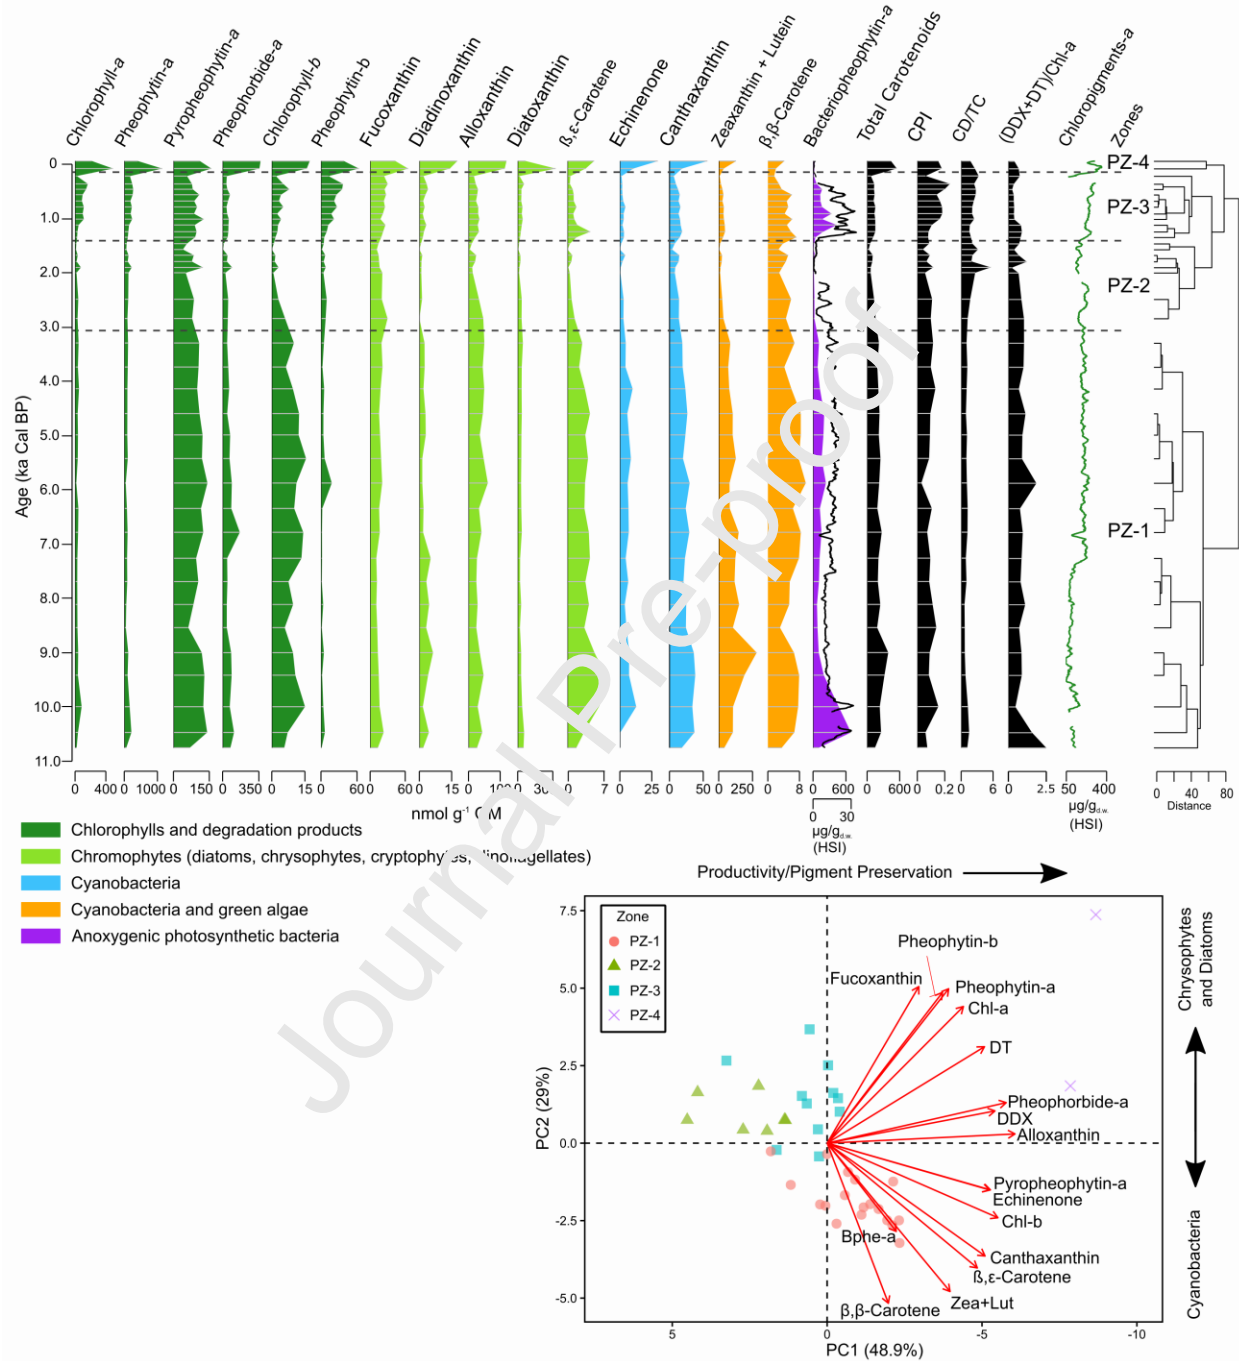 Chlorophyll-a
Pheophytin-a
Pyropheophytin-a
Pheophorbide-a
Chlorophyll-b
Pheophytin-b
Fucoxanthin
Diadinoxanthin
Alloxanthin
Diatoxanthin
ß,ε-Carotene
Echinenone
Canthaxanthin
Zeaxanthin + Lutein
β,β-Carotene
Bacteriopheophytin-a
Total Carotenoids
CPI
CD/TC
(DDX+DT)/Chl-a
Chloropigments-a
Zones
Age (ka Cal BP)
0
1.0
2.0
3.0
4.0
5.0
6.0
7.0
8.0
9.0
10.0
11.0
PZ-4
PZ-3
PZ-2
PZ-1
0 400 0 1000 0 150 0 350 0 15 0 60 0 60 0 15 0 0 30 7 0 25 0 50 0 250 0 8 0 600 0 600 0 0.2 0 6 0 2.5 50 400 0 40 80
nmol g⁻¹ OM
0 30
µg/g d.w.
(HSI)
µg/g d.w.
(HSI)
Distance
Chlorophylls and degradation products
Chromophytes (diatoms, chrysophytes, cryptophytes, dinoflagellates)
Cyanobacteria
Cyanobacteria and green algae
Anoxygenic photosynthetic bacteria
Journal Pre-proof
Productivity/Pigment Preservation
Zone
PZ-1
PZ-2
PZ-3
PZ-4
Pheophytin-b
Fucoxanthin
Pheophytin-a
Chl-a
DT
Pheophorbide-a
DDX
Alloxanthin
Pyropheophytin-a
Echinenone
Chl-b
Bphe-a
Canthaxanthin
ß,ε-Carotene
Zea+Lut
β,β-Carotene
7.5
5.0
2.5
0.0
-2.5
-5.0
PC2 (29%)
5 0 -5 -10
PC1 (48.9%)
Chrysophytes
and Diatoms
Cyanobacteria